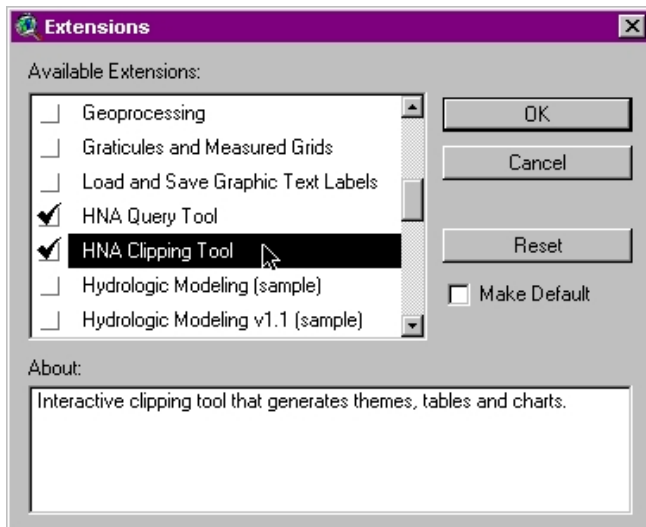 Extensions
Available Extensions:
Geoprocessing
Graticules and Measured Grids
Load and Save Graphic Text Labels
HNA Query Tool
HNA Clipping Tool
Hydrologic Modeling (sample)
Hydrologic Modeling v1.1 (sample)
OK
Cancel
Reset
Make Default
About:
Interactive clipping tool that generates themes, tables and charts.